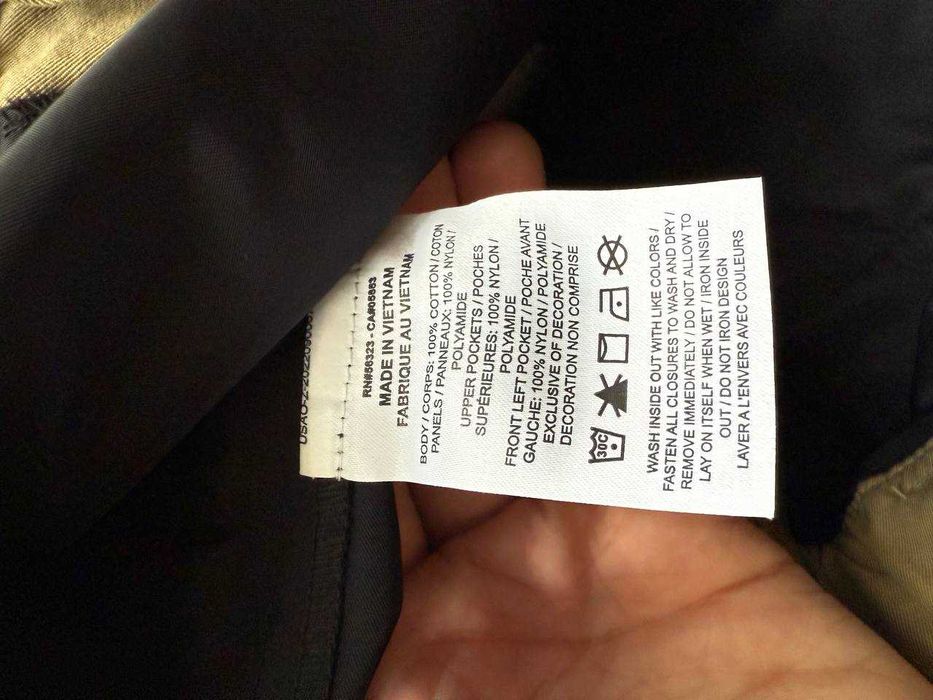 RN#56323 - CA#05553
MADE IN VIETNAM
FABRIQUE AU VIETNAM
BODY / CORPS: 100% COTTON / COTON
PANELS / PANNEAUX: 100% NYLON /
POLYAMIDE
UPPER POCKETS / POCHES
SUPÉRIEURES: 100% NYLON /
POLYAMIDE
FRONT LEFT POCKET / POCHE AVANT
GAUCHE: 100% NYLON / POLYAMIDE
EXCLUSIVE OF DECORATION /
DECORATION NON COMPRISE
30C
WASH INSIDE OUT WITH LIKE COLORS /
FASTEN ALL CLOSURES TO WASH AND DRY /
REMOVE IMMEDIATELY / DO NOT ALLOW TO
LAY ON ITSELF WHEN WET / IRON INSIDE
OUT / DO NOT IRON DESIGN
LAVER A L'ENVERS AVEC COULEURS